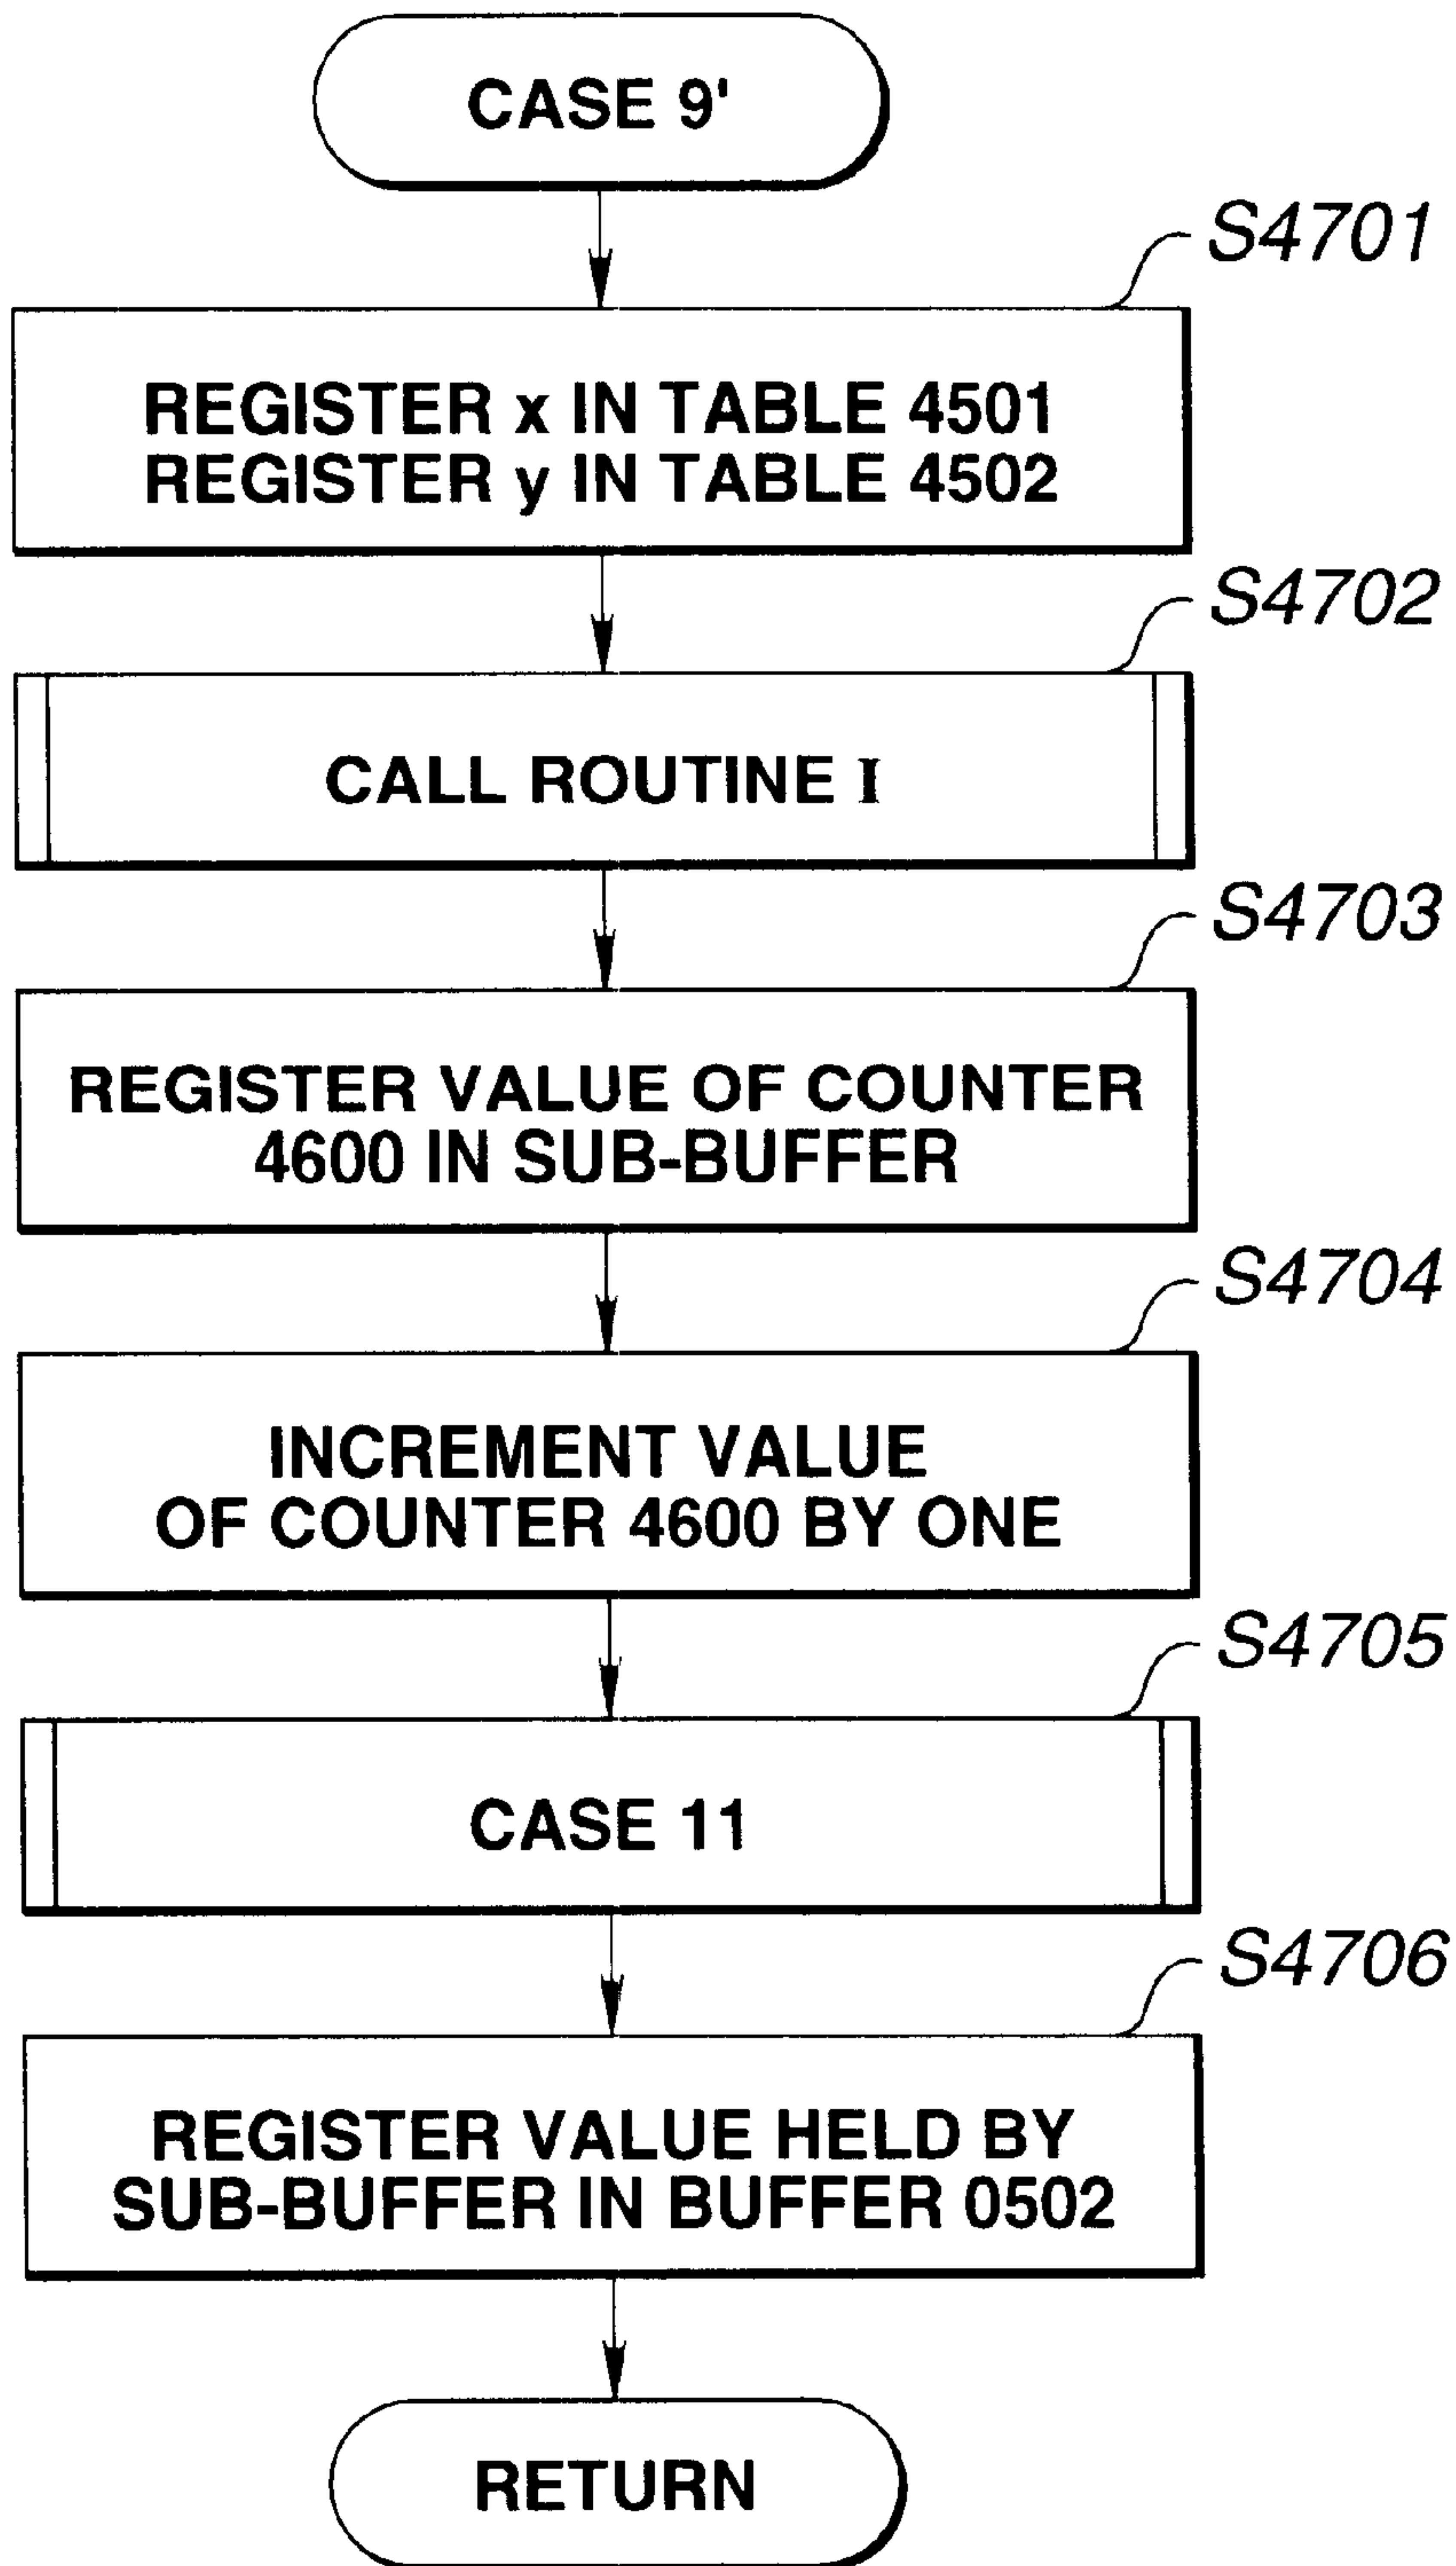 CASE 9'
S4701
REGISTER x IN TABLE 4501
REGISTER y IN TABLE 4502
S4702
CALL ROUTINE I
S4703
REGISTER VALUE OF COUNTER
4600 IN SUB-BUFFER
S4704
INCREMENT VALUE
OF COUNTER 4600 BY ONE
S4705
CASE 11
S4706
REGISTER VALUE HELD BY
SUB-BUFFER IN BUFFER 0502
RETURN